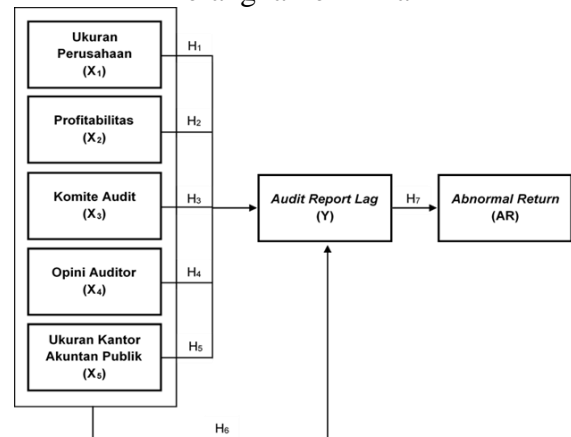 Ukuran
Perusahaan
(X₁)
H₁
Profitabilitas
(X₂)
H₂
Komite Audit
(X₃)
H₃
Opini Auditor
(X₄)
H₄
Ukuran Kantor
Akuntan Publik
(X₅)
H₅
Audit Report Lag
(Y)
H₇
Abnormal Return
(AR)
H₆